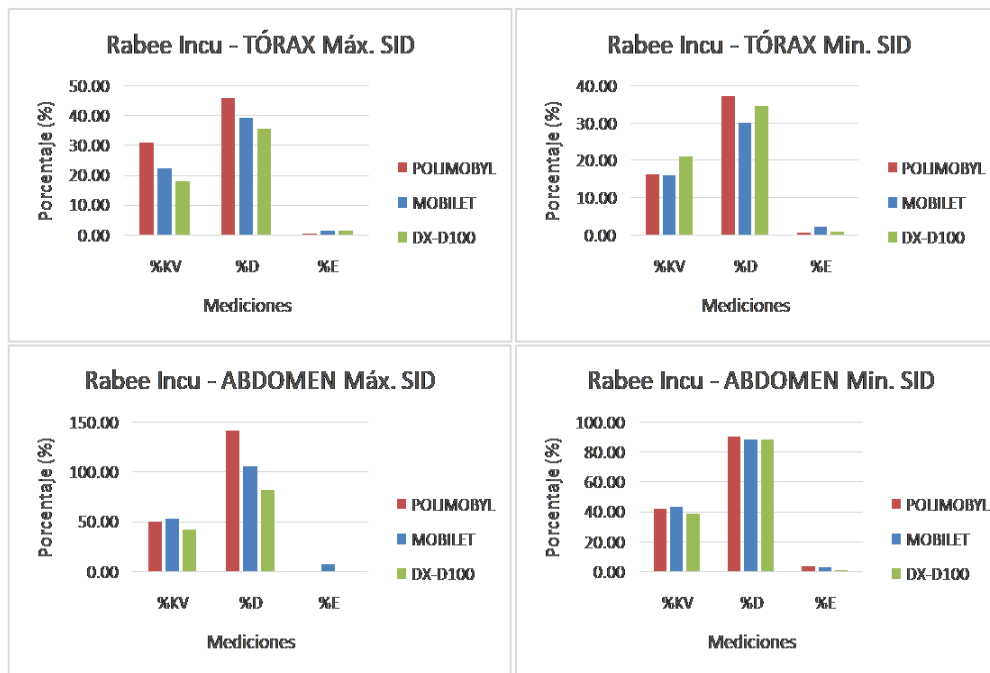 Rabee Incu - TÓRAX Máx. SID
50.00
40.00
30.00
20.00
10.00
0.00
Porcentaje (%)
%KV %D %E
Mediciones
POLIMOBYL
MOBILET
DX-D100
Rabee Incu - TÓRAX Min. SID
40.00
30.00
20.00
10.00
0.00
Porcentaje (%)
%KV %D %E
Mediciones
POLIMOBYL
MOBILET
DX-D100
Rabee Incu - ABDOMEN Máx. SID
150.00
100.00
50.00
0.00
Porcentaje (%)
%KV %D %E
Mediciones
POLIMOBYL
MOBILET
DX-D100
Rabee Incu - ABDOMEN Min. SID
100.00
80.00
60.00
40.00
20.00
0.00
Porcentaje (%)
%KV %D %E
Mediciones
POLIMOBYL
MOBILET
DX-D100